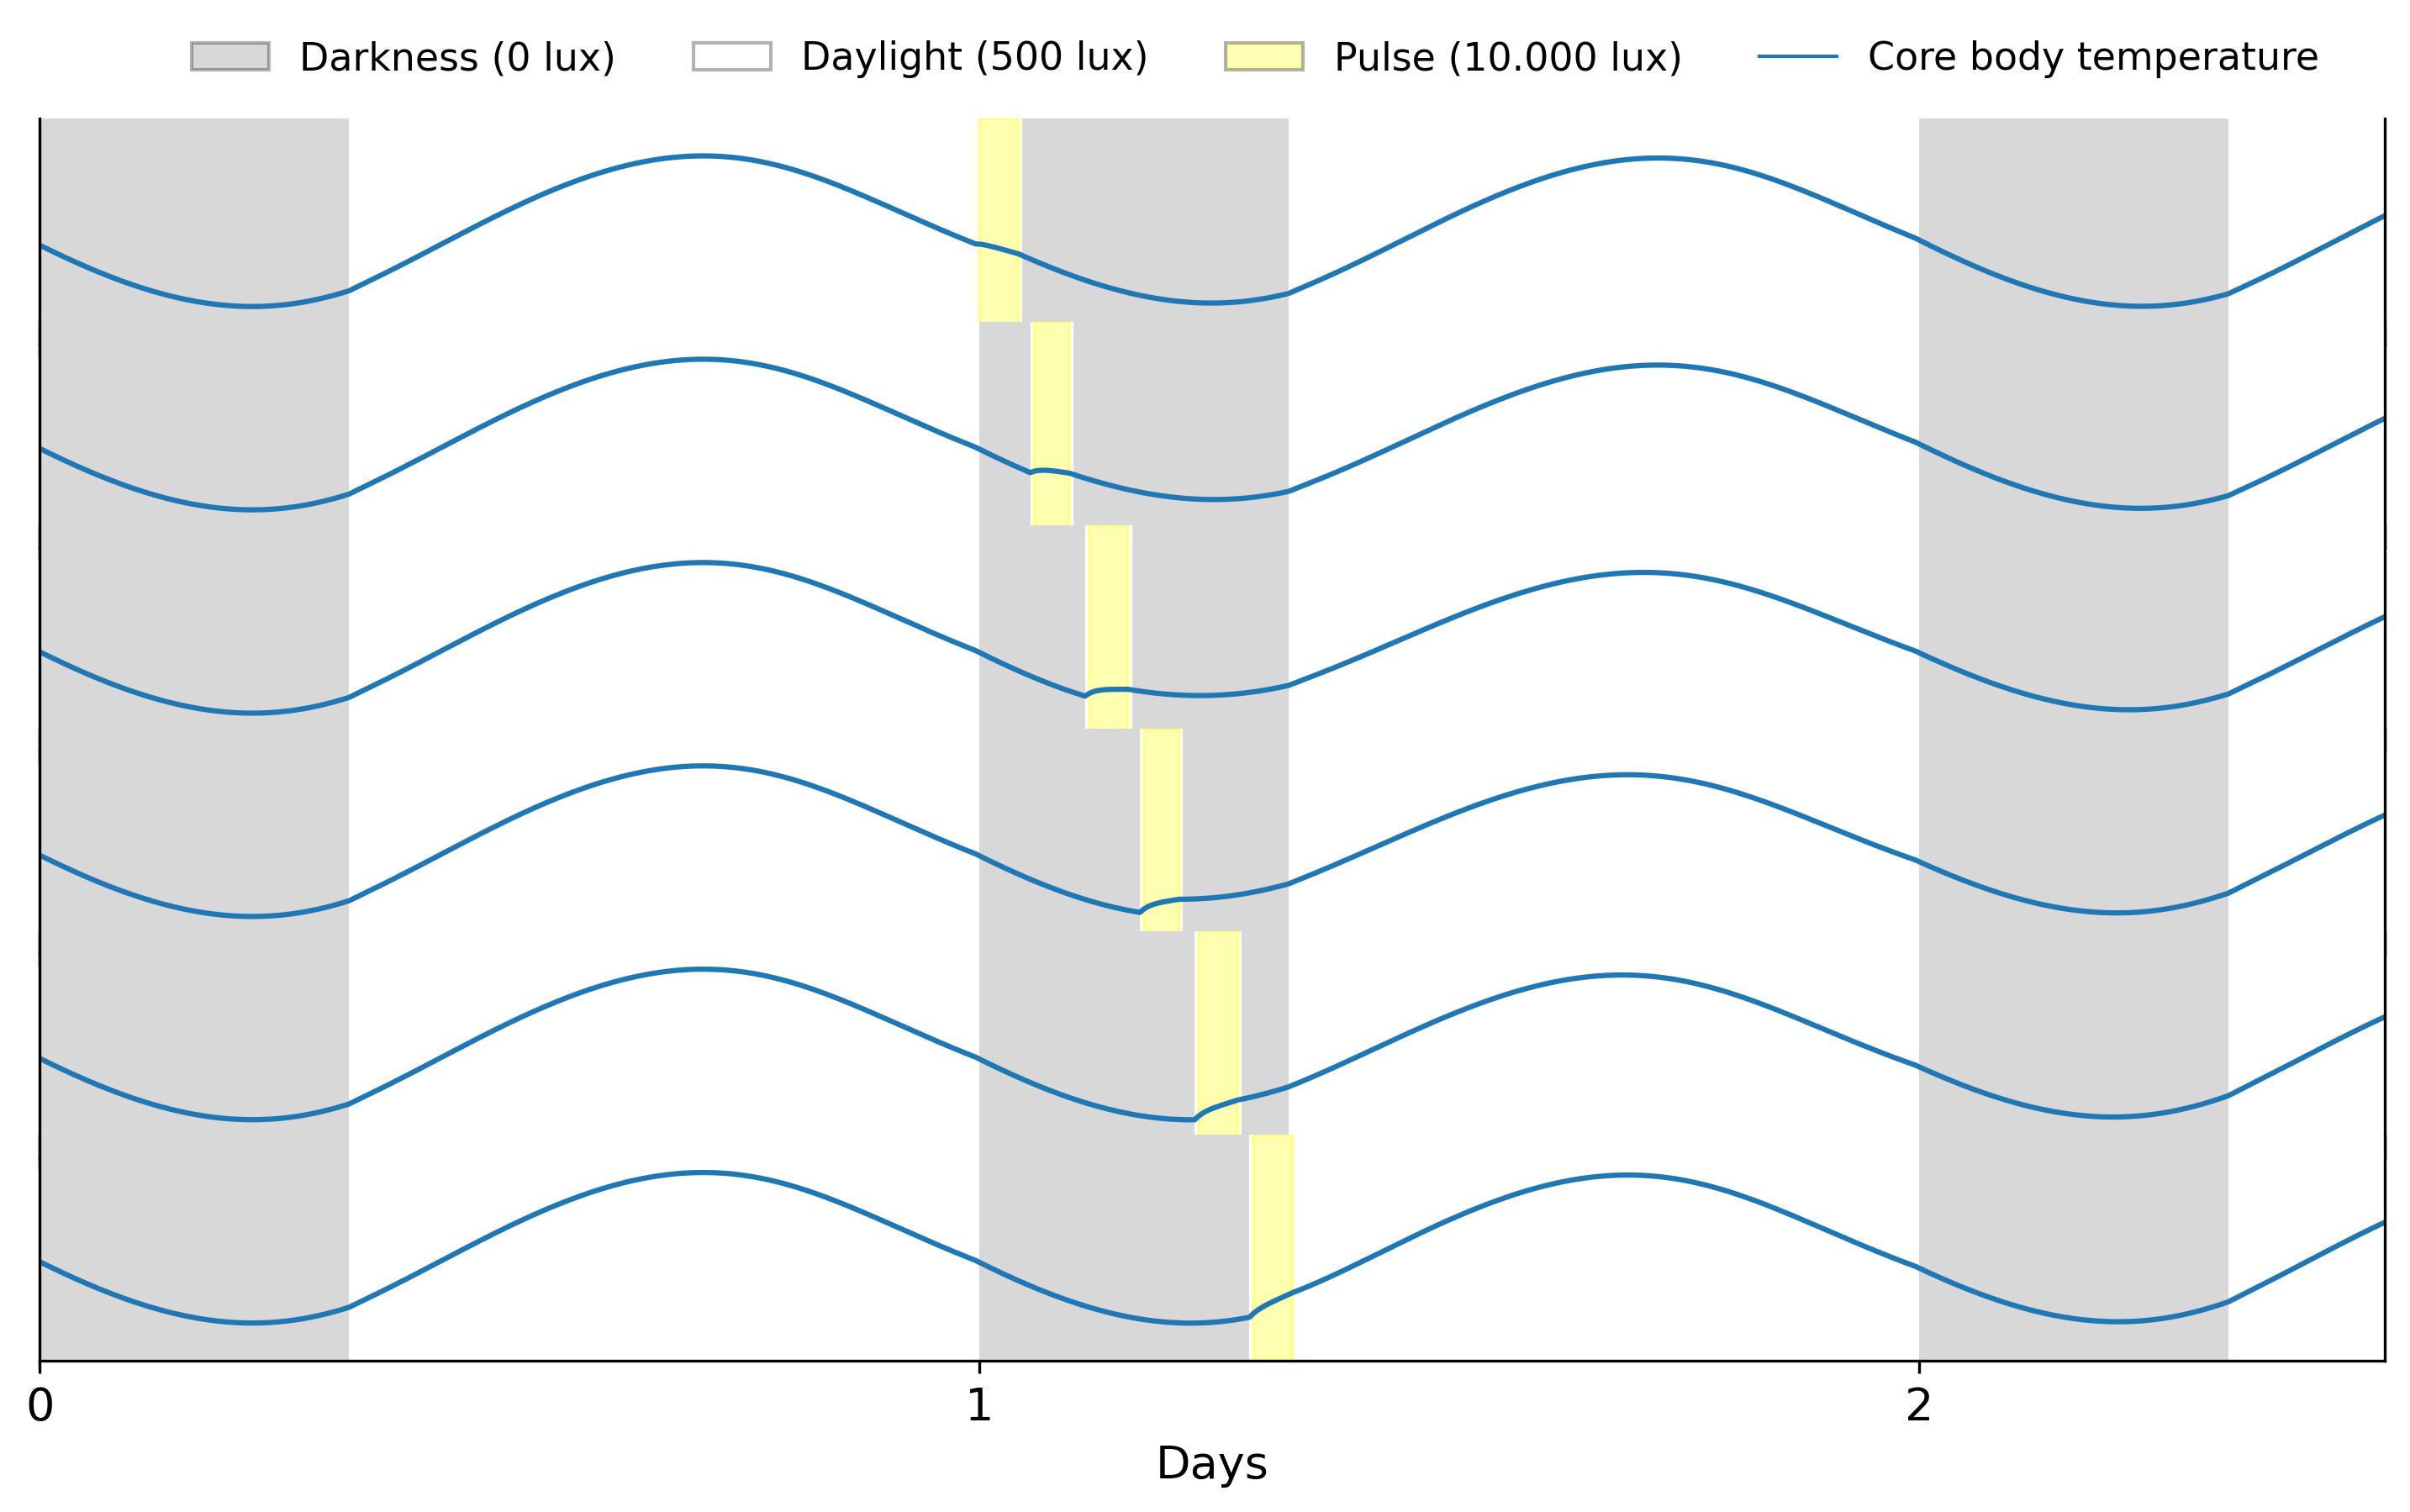 Darkness (0 lux) Daylight (500 lux) Pulse (10.000 lux) Core body temperature
0 1 2
Days